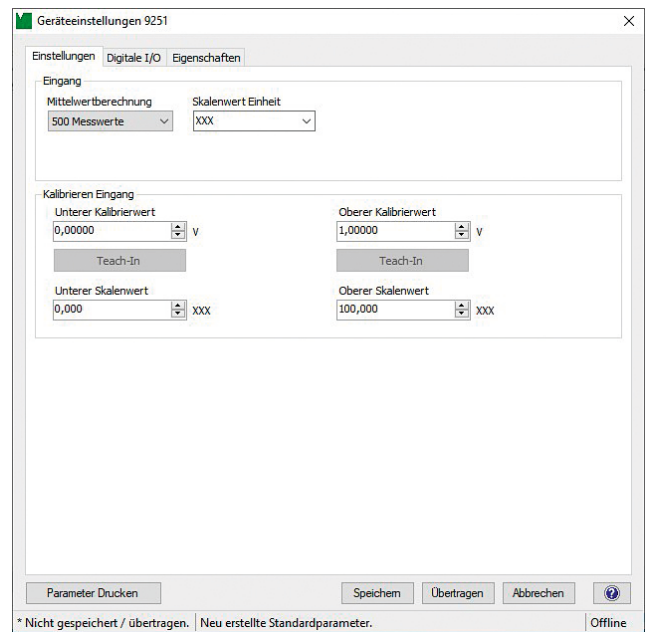 Geräteeinstellungen 9251
Einstellungen Digitale I/O Eigenschaften
Eingang
Mittelwertberechnung Skalenwert Einheit
500 Messwerte XXX
Kalibrieren Eingang
Unterer Kalibrierwert Oberer Kalibrierwert
0,00000 V 1,00000 V
Teach-In Teach-In
Unterer Skalenwert Oberer Skalenwert
0,000 XXX 100,000 XXX
Parameter Drucken Speichern Übertragen Abbrechen ?
* Nicht gespeichert / übertragen. Neu erstellte Standardparameter. Offline